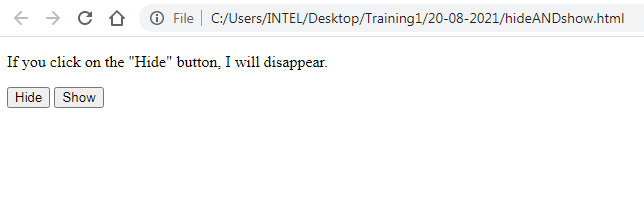 File C:/Users/INTEL/Desktop/Training1/20-08-2021/hideANDshow.html
If you click on the "Hide" button, I will disappear.
Hide Show